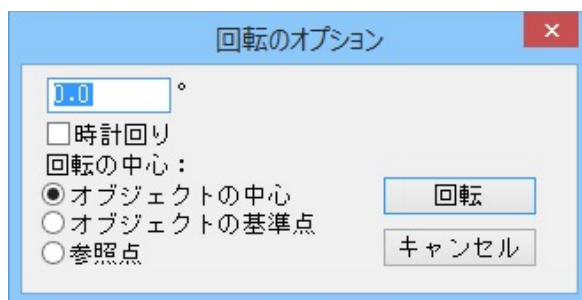 回転のオプション
0.0 °
時計回り
回転の中心：
オブジェクトの中心
回転
オブジェクトの基準点
参照点
キャンセル